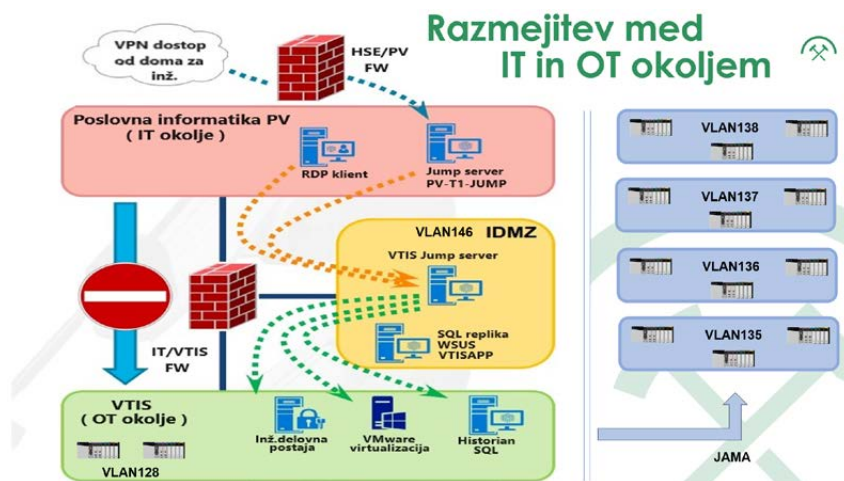 Razmejitev med
IT in OT okoljem
VPN dostop
od doma za
inž.
HSE/PV
FW
Poslovna informatika PV
( IT okolje )
RDP klient
Jump server
PV-T1-JUMP
VLAN146 IDMZ
VTIS Jump server
SQL replika
WSUS
VTISAPP
IT/VTIS
FW
VTIS
( OT okolje )
VLAN128
Inž.delovna
postaja
VMware
virtualizacija
Historian
SQL
VLAN138
VLAN137
VLAN136
VLAN135
JAMA